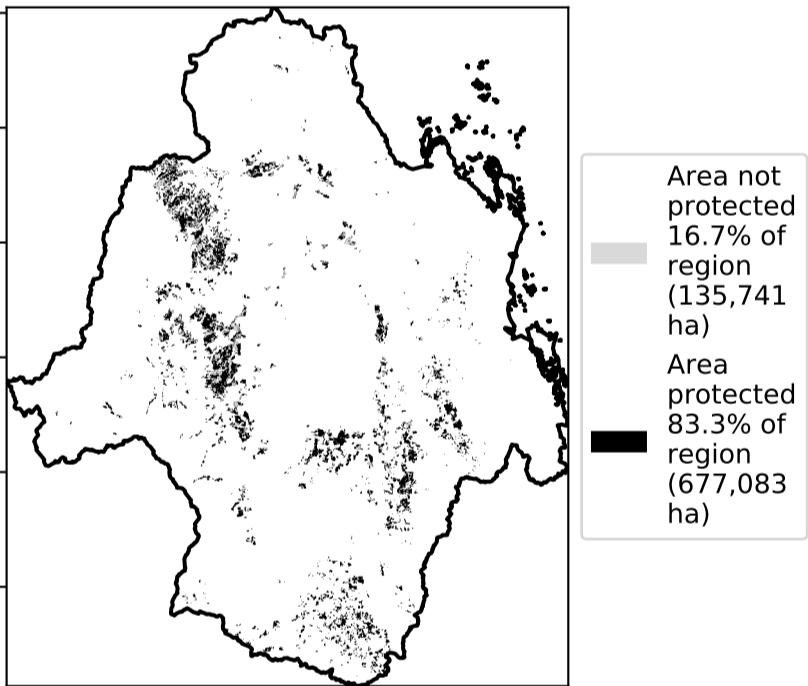 Area not
protected
16.7% of
region
(135,741
ha)
Area
protected
83.3% of
region
(677,083
ha)